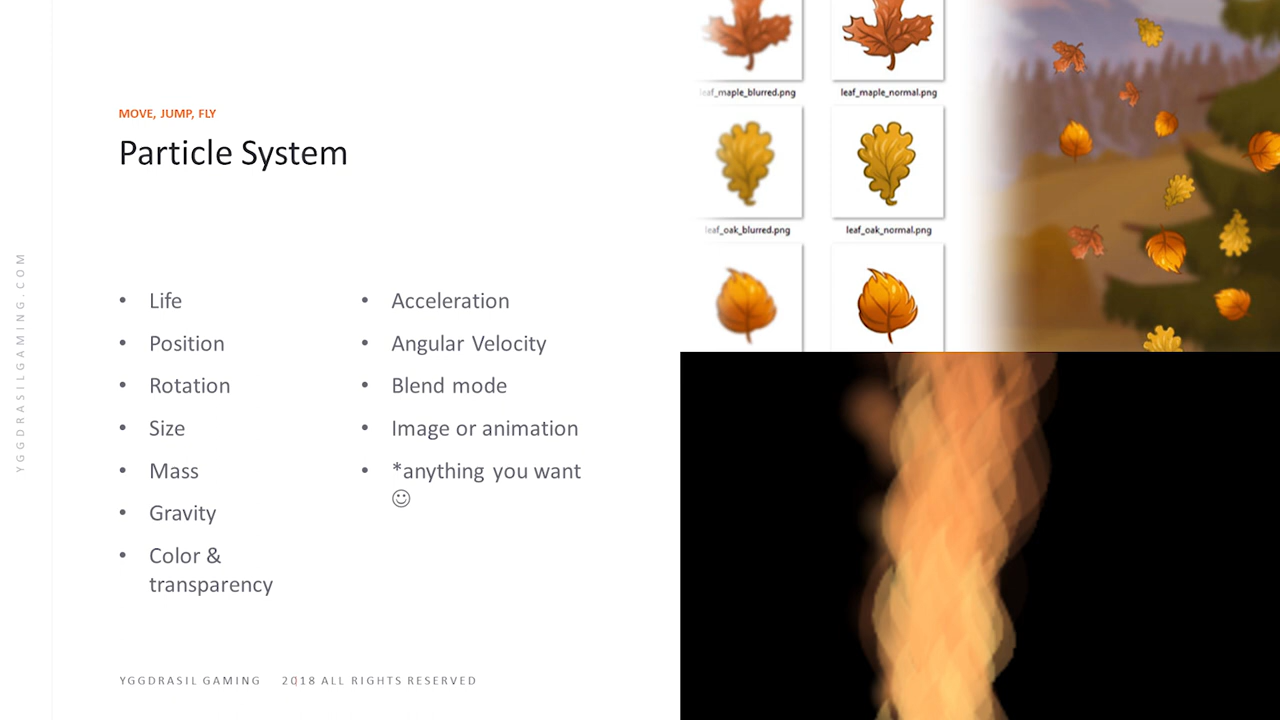 MOVE, JUMP, FLY
Particle System
• Life
• Position
• Rotation
• Size
• Mass
• Gravity
• Color &
transparency
• Acceleration
• Angular Velocity
• Blend mode
• Image or animation
• *anything you want
☺
YGGDRASIL GAMING 2018 ALL RIGHTS RESERVED
YGGDRASILGAMING.COM
leaf_maple_blurred.png
leaf_maple_normal.png
leaf_oak_blurred.png
leaf_oak_normal.png